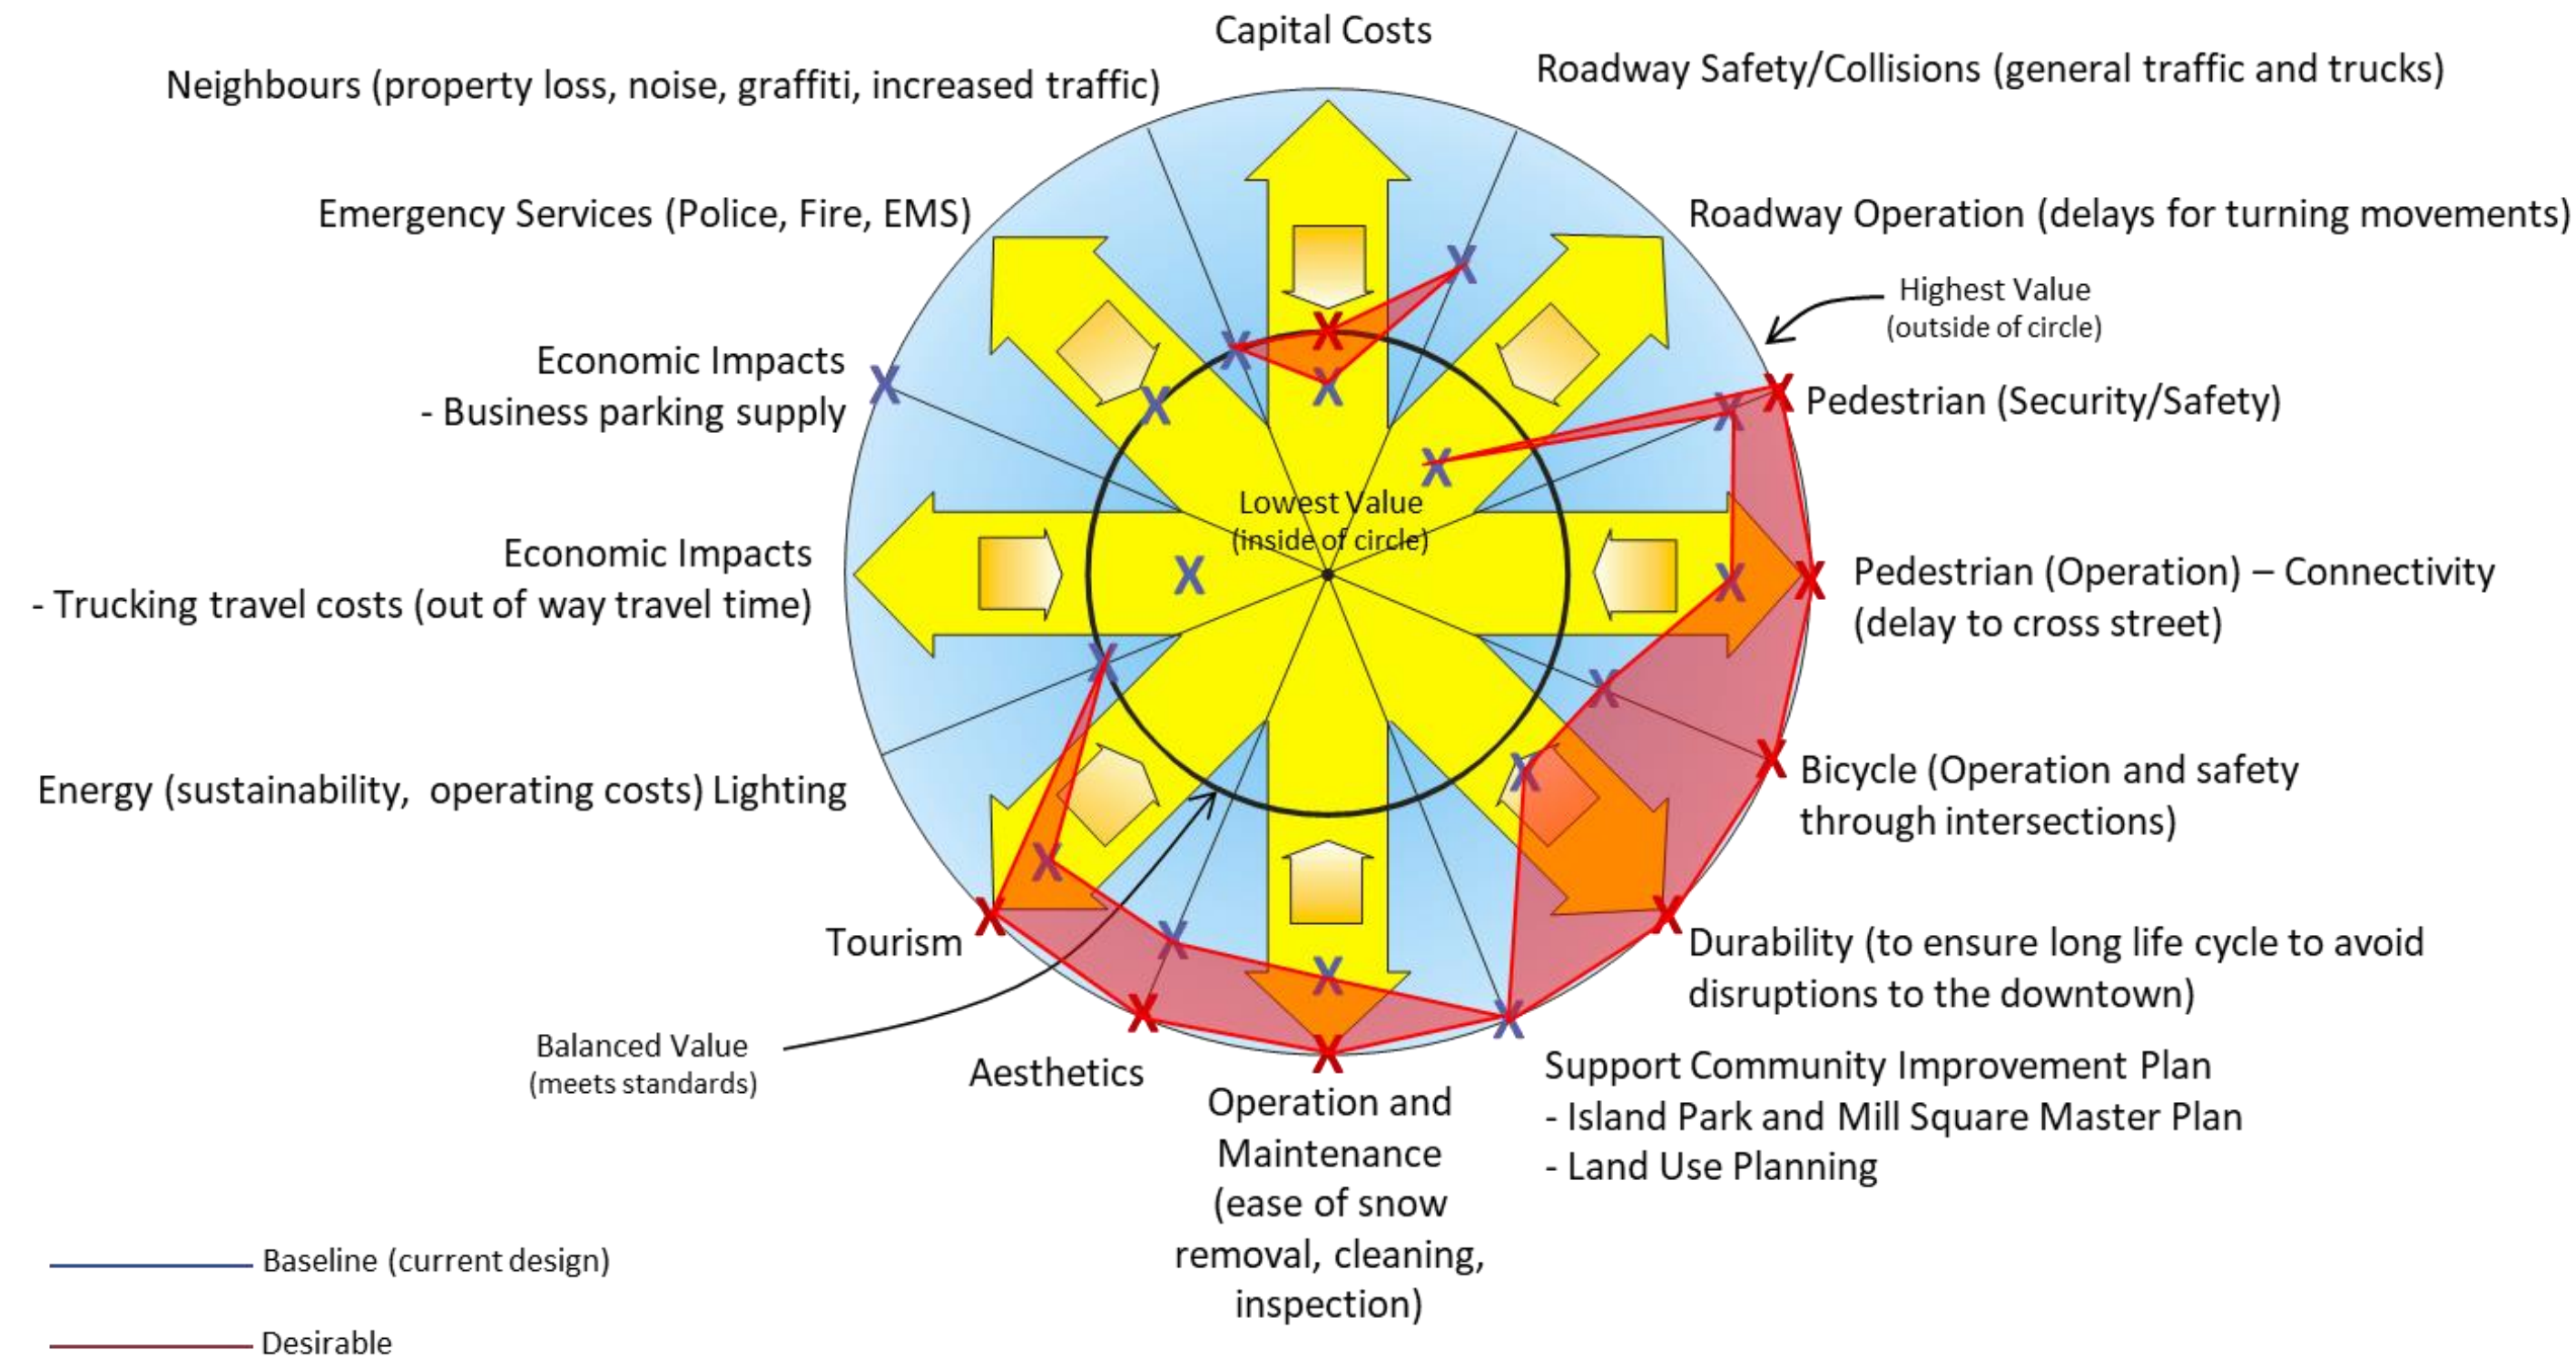 Capital Costs
Neighbours (property loss, noise, graffiti, increased traffic)
Roadway Safety/Collisions (general traffic and trucks)
Emergency Services (Police, Fire, EMS)
Roadway Operation (delays for turning movements)
Highest Value
(outside of circle)
Economic Impacts
- Business parking supply
Pedestrian (Security/Safety)
Lowest Value
(inside of circle)
Economic Impacts
- Trucking travel costs (out of way travel time)
Pedestrian (Operation) – Connectivity
(delay to cross street)
Energy (sustainability, operating costs) Lighting
Bicycle (Operation and safety
through intersections)
Tourism
Durability (to ensure long life cycle to avoid
disruptions to the downtown)
Balanced Value
(meets standards)
Aesthetics
Operation and
Maintenance
(ease of snow
removal, cleaning,
inspection)
Support Community Improvement Plan
- Island Park and Mill Square Master Plan
- Land Use Planning
Baseline (current design)
Desirable